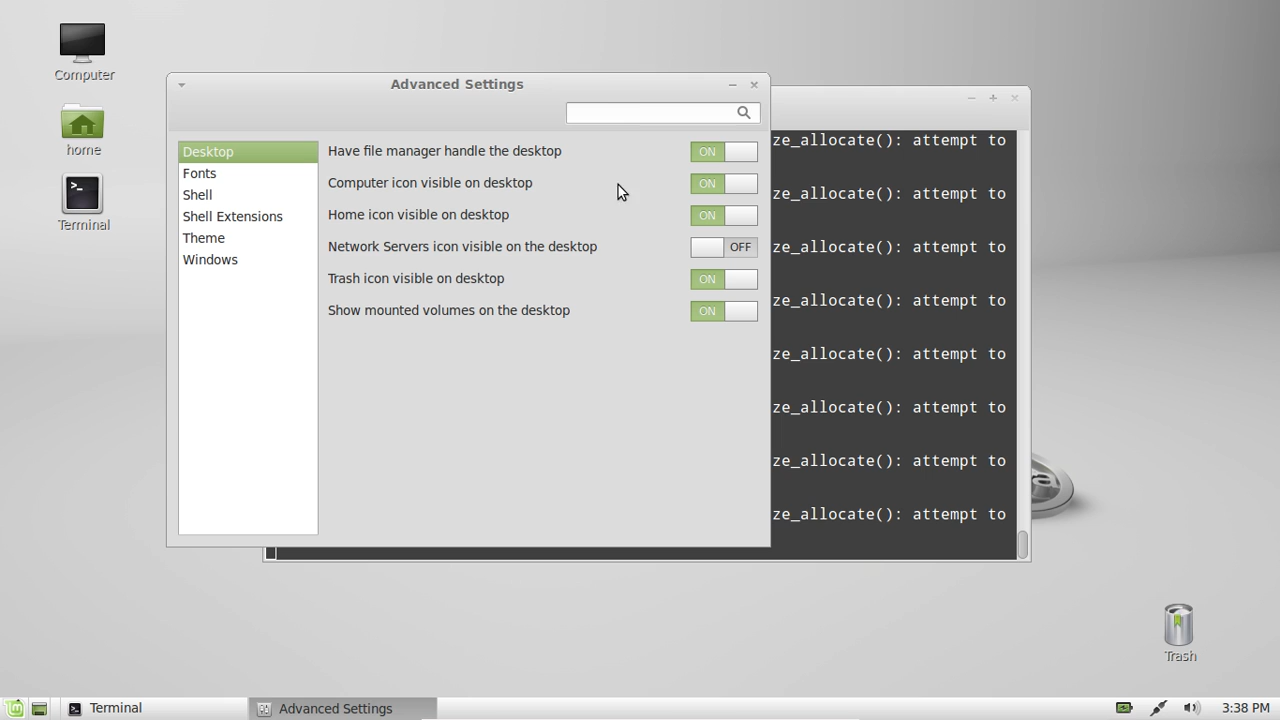 Computer
home
Terminal
Advanced Settings
Desktop
Fonts
Shell
Shell Extensions
Theme
Windows
Have file manager handle the desktop ON
Computer icon visible on desktop ON
Home icon visible on desktop ON
Network Servers icon visible on the desktop OFF
Trash icon visible on desktop ON
Show mounted volumes on the desktop ON
ze_allocate(): attempt to
ze_allocate(): attempt to
ze_allocate(): attempt to
ze_allocate(): attempt to
ze_allocate(): attempt to
ze_allocate(): attempt to
ze_allocate(): attempt to
ze_allocate(): attempt to
Trash
Terminal
Advanced Settings
3:38 PM